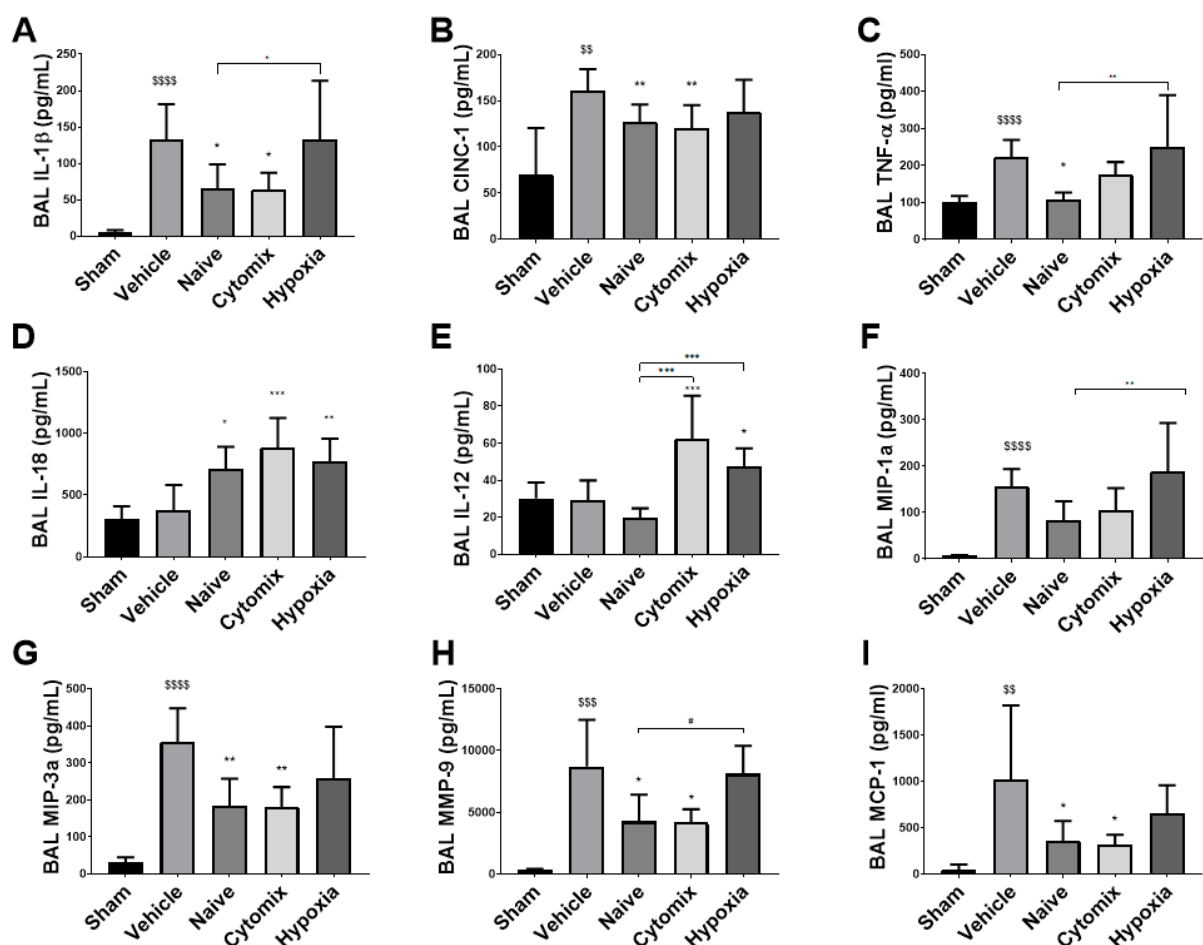 A
BAL IL-1β (pg/mL)
250
200
150
100
50
0
$$$$
*
*
*
Sham
Vehicle
Naive
Cytomix
Hypoxia
B
BAL CINC-1 (pg/mL)
200
150
100
50
0
$$
**
**
Sham
Vehicle
Naive
Cytomix
Hypoxia
C
BAL TNF-α (pg/ml)
500
400
300
200
100
0
$$$$
*
**
Sham
Vehicle
Naive
Cytomix
Hypoxia
D
BAL IL-18 (pg/mL)
1500
1000
500
0
*
***
**
Sham
Vehicle
Naive
Cytomix
Hypoxia
E
BAL IL-12 (pg/mL)
100
80
60
40
20
0
***
***
***
*
Sham
Vehicle
Naive
Cytomix
Hypoxia
F
BAL MIP-1a (pg/mL)
400
300
200
100
0
$$$$
**
Sham
Vehicle
Naive
Cytomix
Hypoxia
G
BAL MIP-3a (pg/mL)
500
400
300
200
100
0
$$$$
**
**
Sham
Vehicle
Naive
Cytomix
Hypoxia
H
BAL MMP-9 (pg/mL)
15000
10000
5000
0
$$$
*
*
#
Sham
Vehicle
Naive
Cytomix
Hypoxia
I
BAL MCP-1 (pg/ml)
2000
1500
1000
500
0
$$
*
*
Sham
Vehicle
Naive
Cytomix
Hypoxia